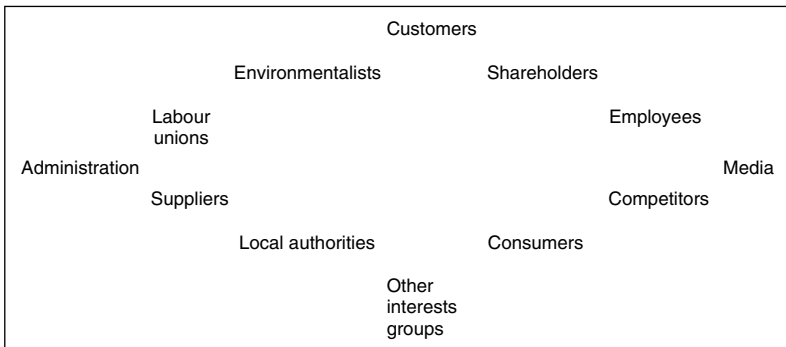 Customers
Environmentalists Shareholders
Labour
unions
Employees
Administration Media
Suppliers Competitors
Local authorities Consumers
Other
interests
groups